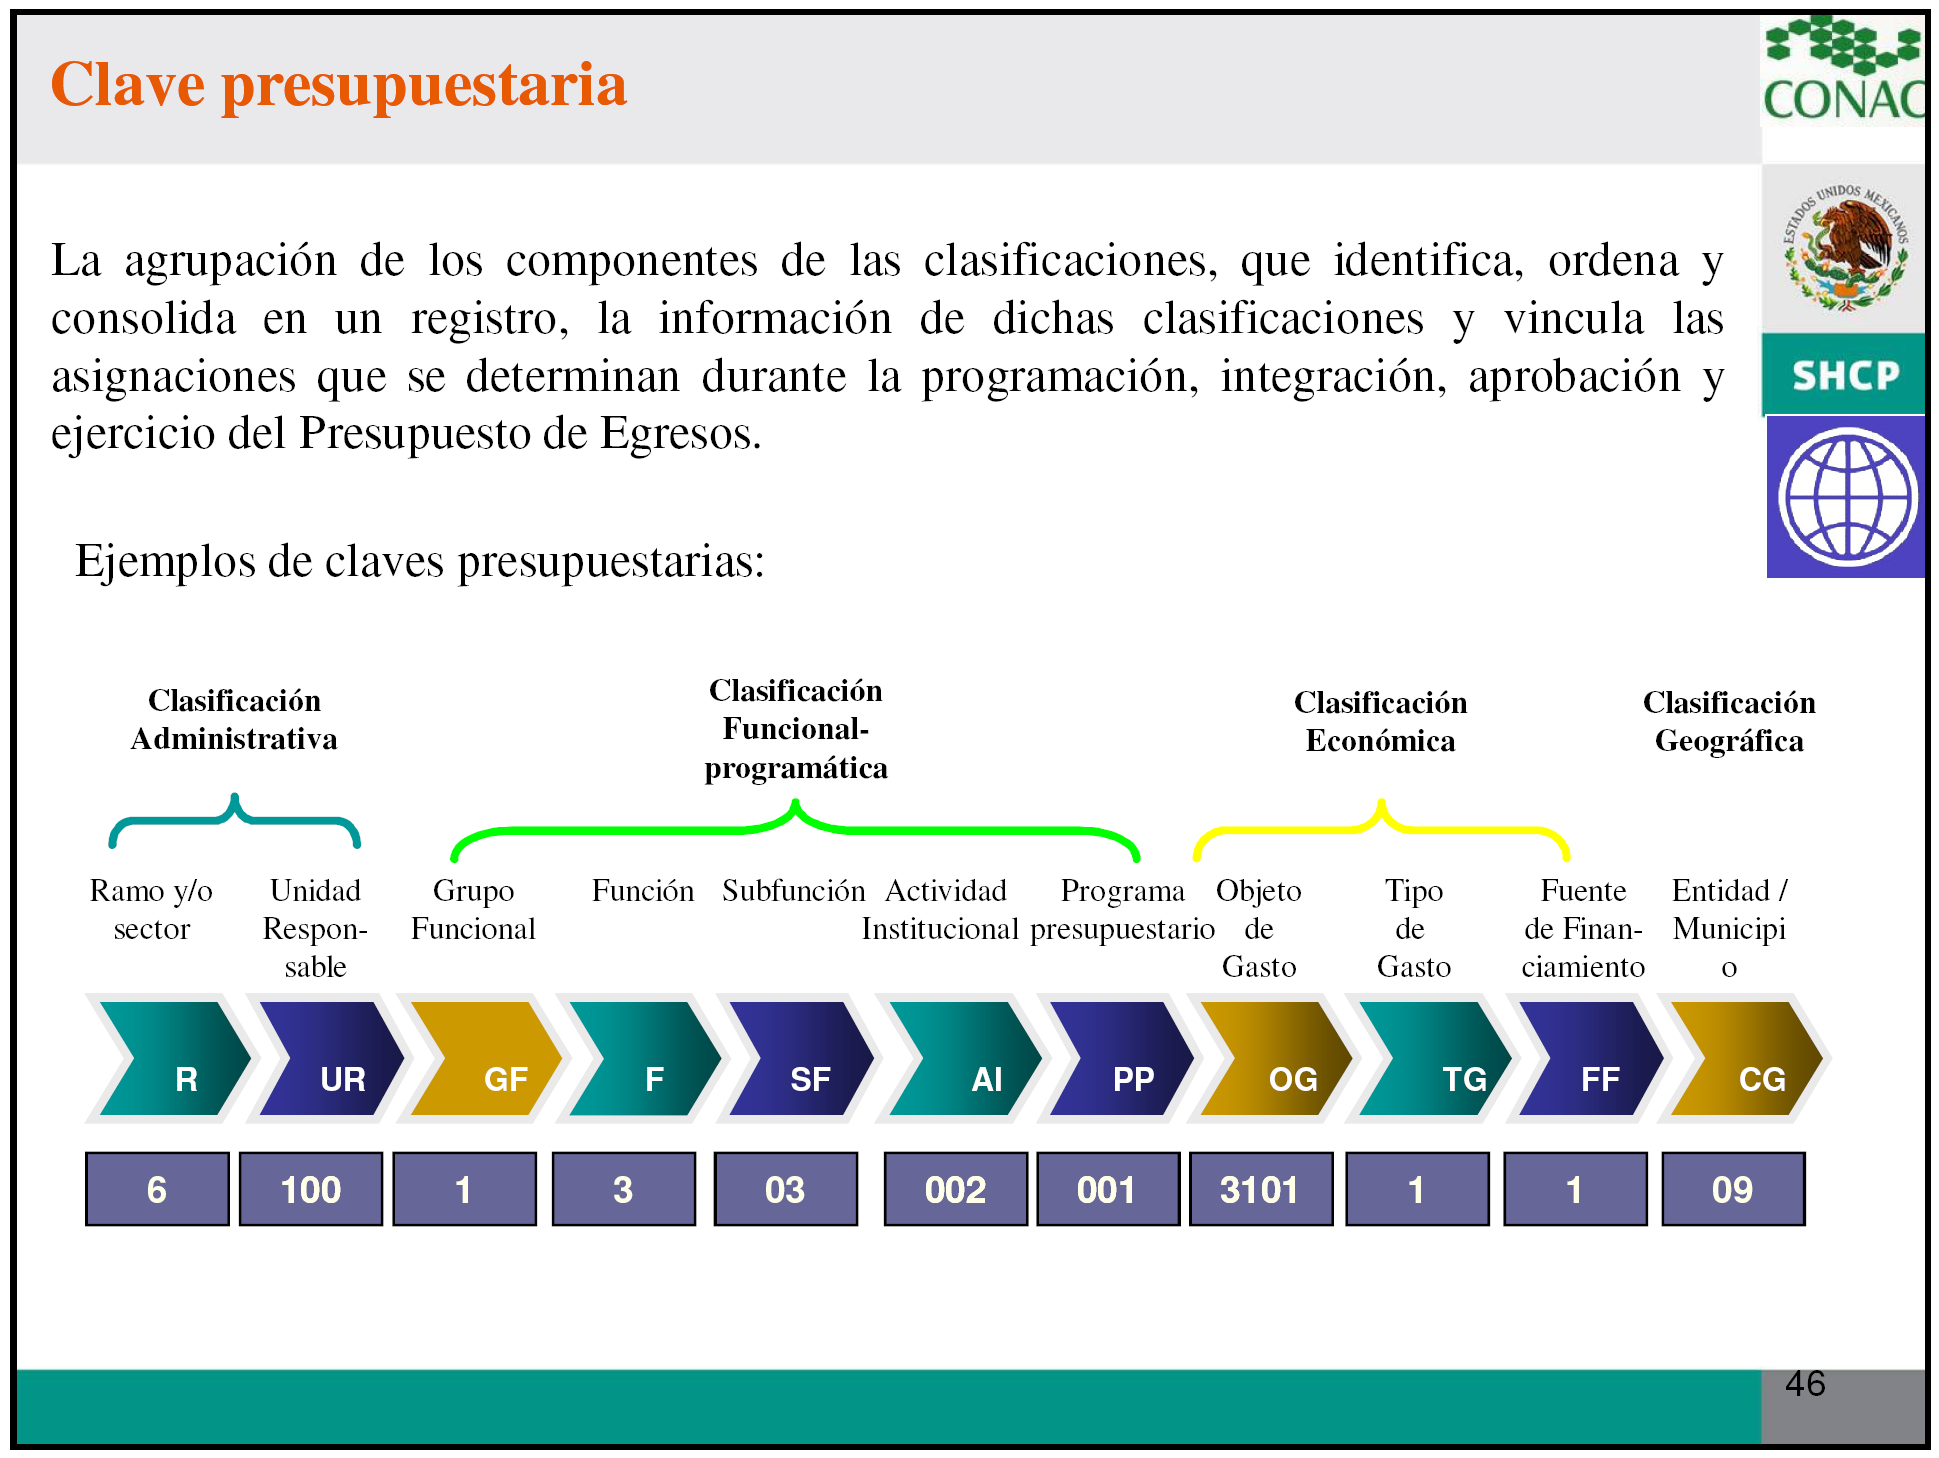 Clave presupuestaria
CONAC
ESTADOS UNIDOS MEXICANOS
La agrupación de los componentes de las clasificaciones, que identifica, ordena y
consolida en un registro, la información de dichas clasificaciones y vincula las
asignaciones que se determinan durante la programación, integración, aprobación y
ejercicio del Presupuesto de Egresos.
SHCP
Ejemplos de claves presupuestarias:
Clasificación
Administrativa
Clasificación
Funcional-
programática
Clasificación
Económica
Clasificación
Geográfica
Ramo y/o
sector
Unidad
Respon-
sable
Grupo
Funcional
Función
Subfunción
Actividad
Institucional
Programa
presupuestario
Objeto
de
Gasto
Tipo
de
Gasto
Fuente
de Finan-
ciamiento
Entidad /
Municipi
o
R UR GF F SF AI PP OG TG FF CG
6 100 1 3 03 002 001 3101 1 1 09
46